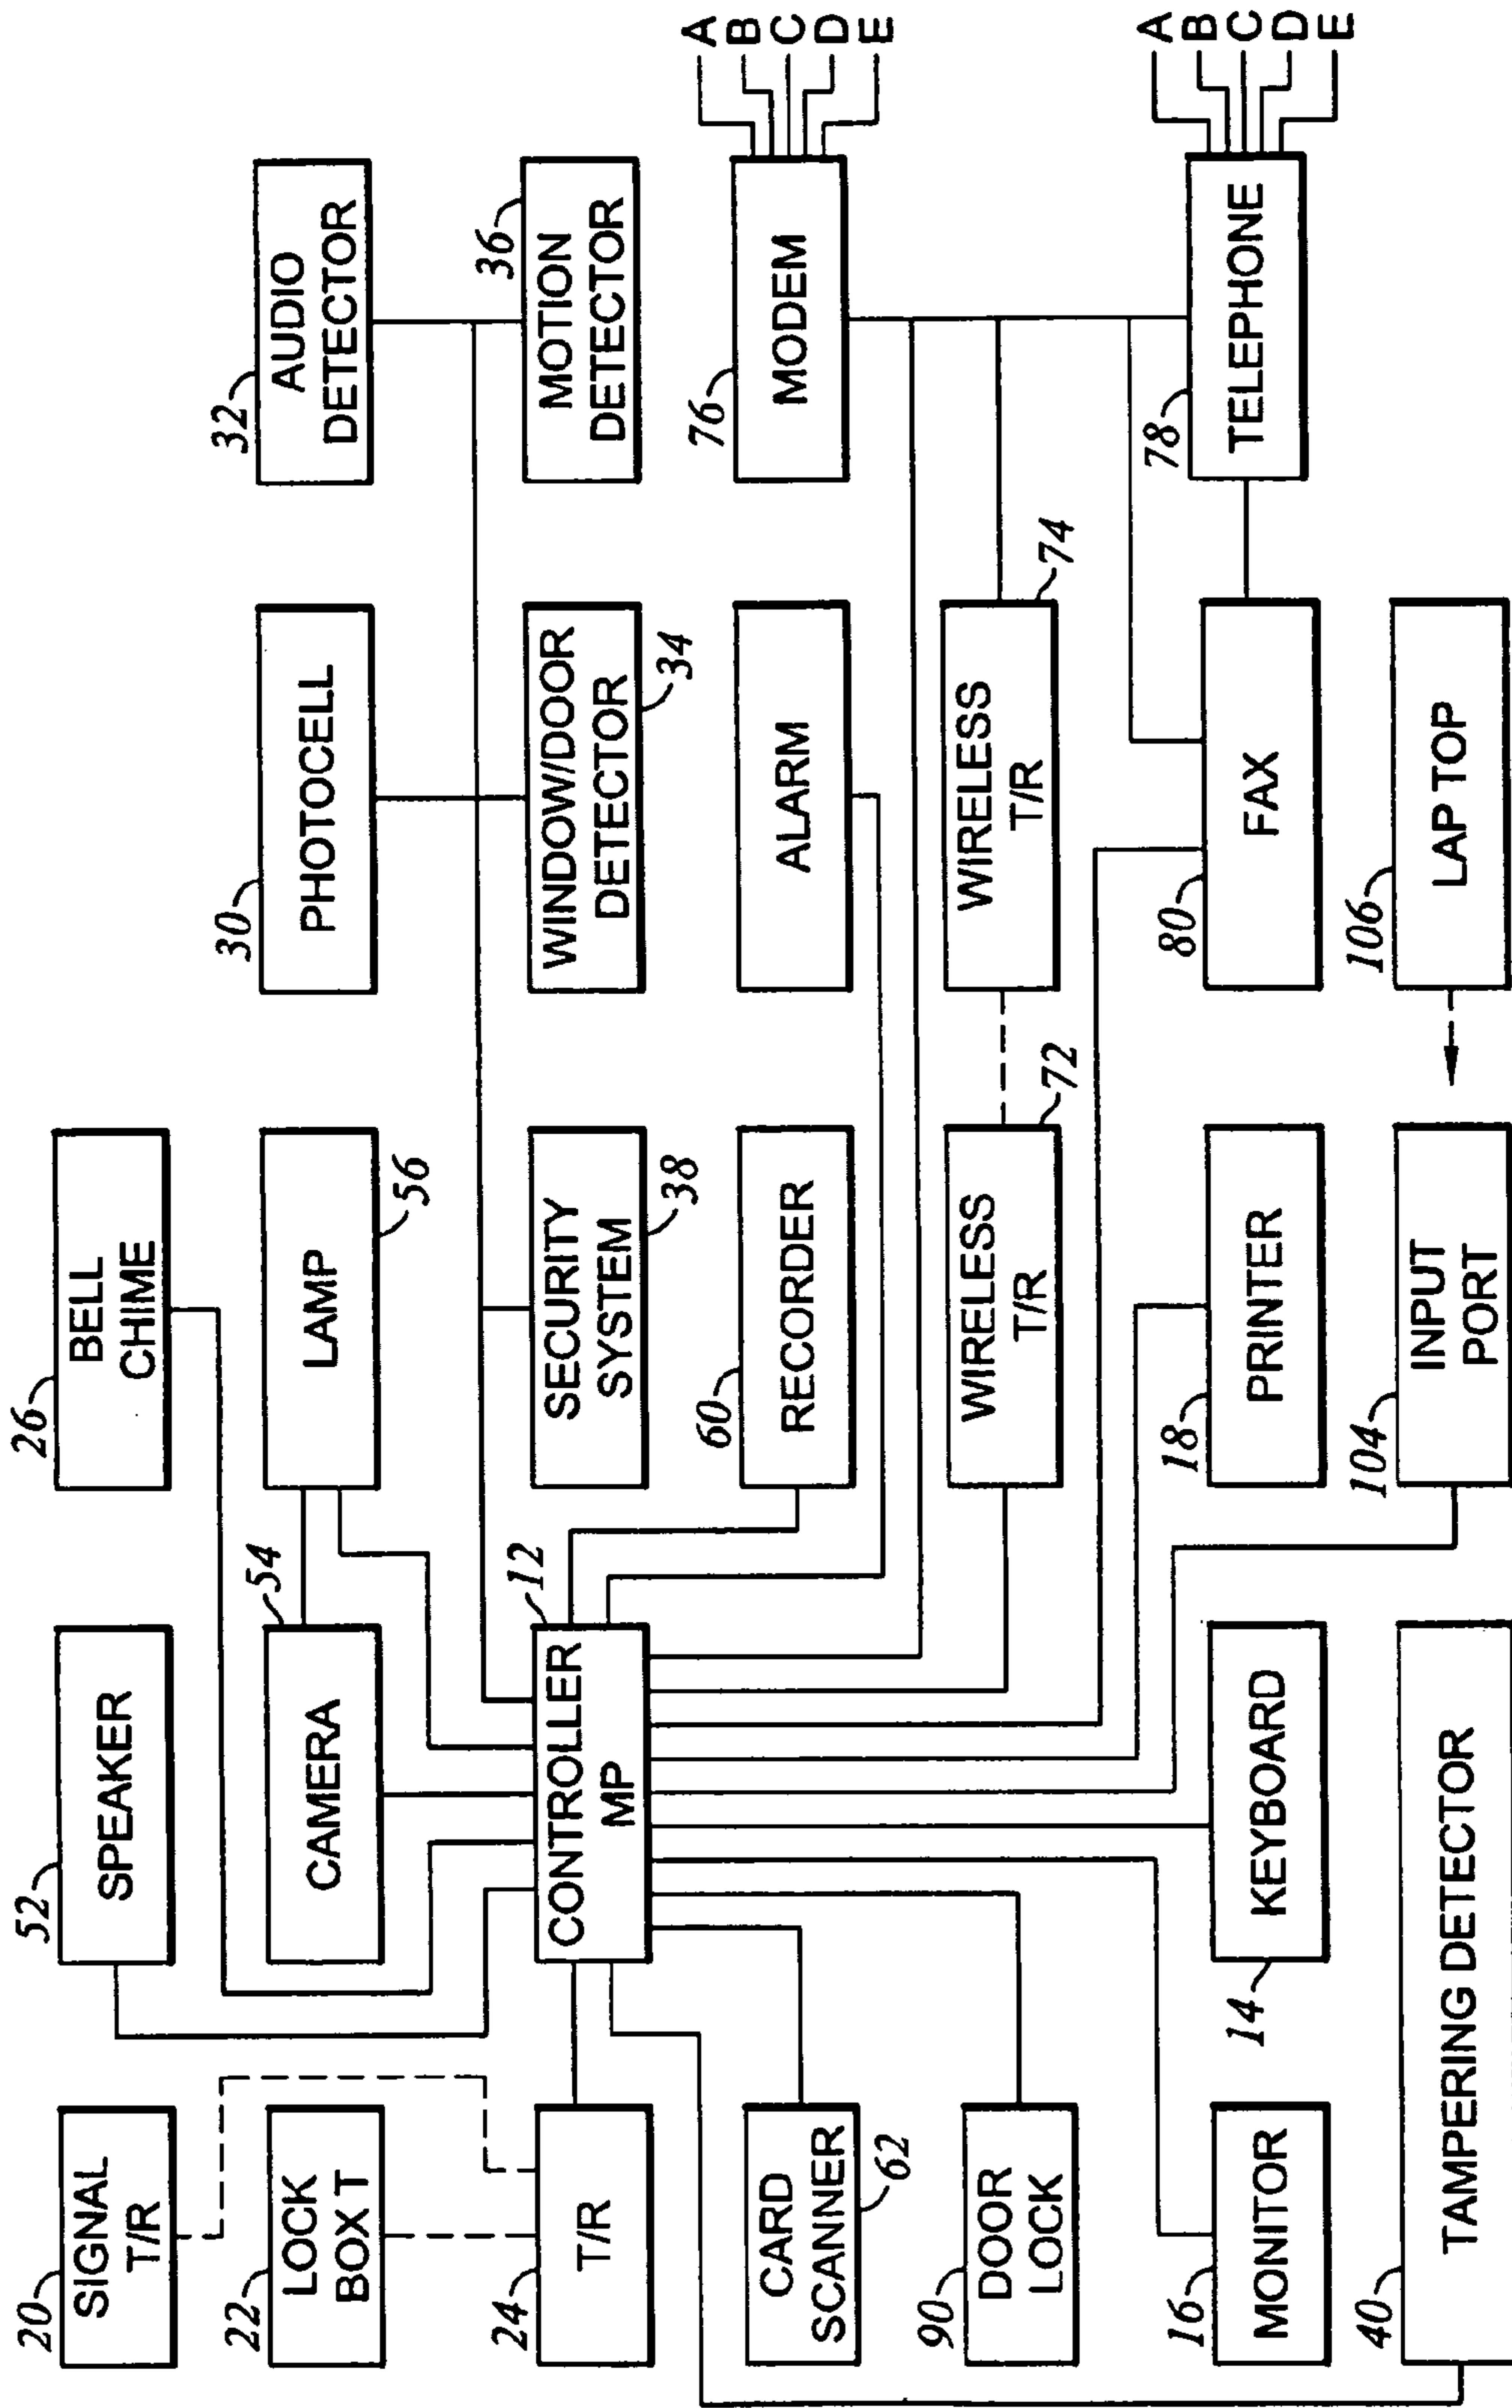 26
BELL
CHIME
52
SPEAKER
20
SIGNAL
T/R
32
AUDIO
DETECTOR
30
PHOTOCELL
LAMP
56
54
CAMERA
22
LOCK
BOX T
36
MOTION
DETECTOR
WINDOW/DOOR
DETECTOR
34
SECURITY
SYSTEM
38
12
CONTROLLER
MP
24
T/R
A
B
C
D
E
76
MODEM
ALARM
60
RECORDER
CARD
SCANNER
62
WIRELESS
T/R
74
WIRELESS
T/R
72
90
DOOR
LOCK
A
B
C
D
E
78
TELEPHONE
80
FAX
18
PRINTER
KEYBOARD
14
16
MONITOR
106
LAP TOP
104
INPUT
PORT
40
TAMPERING DETECTOR